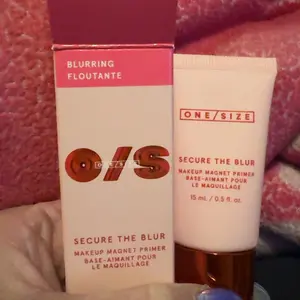 BLURRING
FLOUTANTE
O/S
SECURE THE BLUR
MAKEUP MAGNET PRIMER
BASE-AIMANT POUR
LE MAQUILLAGE
ONE/SIZE
SECURE THE BLUR
MAKEUP MAGNET PRIMER
BASE-AIMANT POUR
LE MAQUILLAGE
15 ml / 0.5 fl. oz.